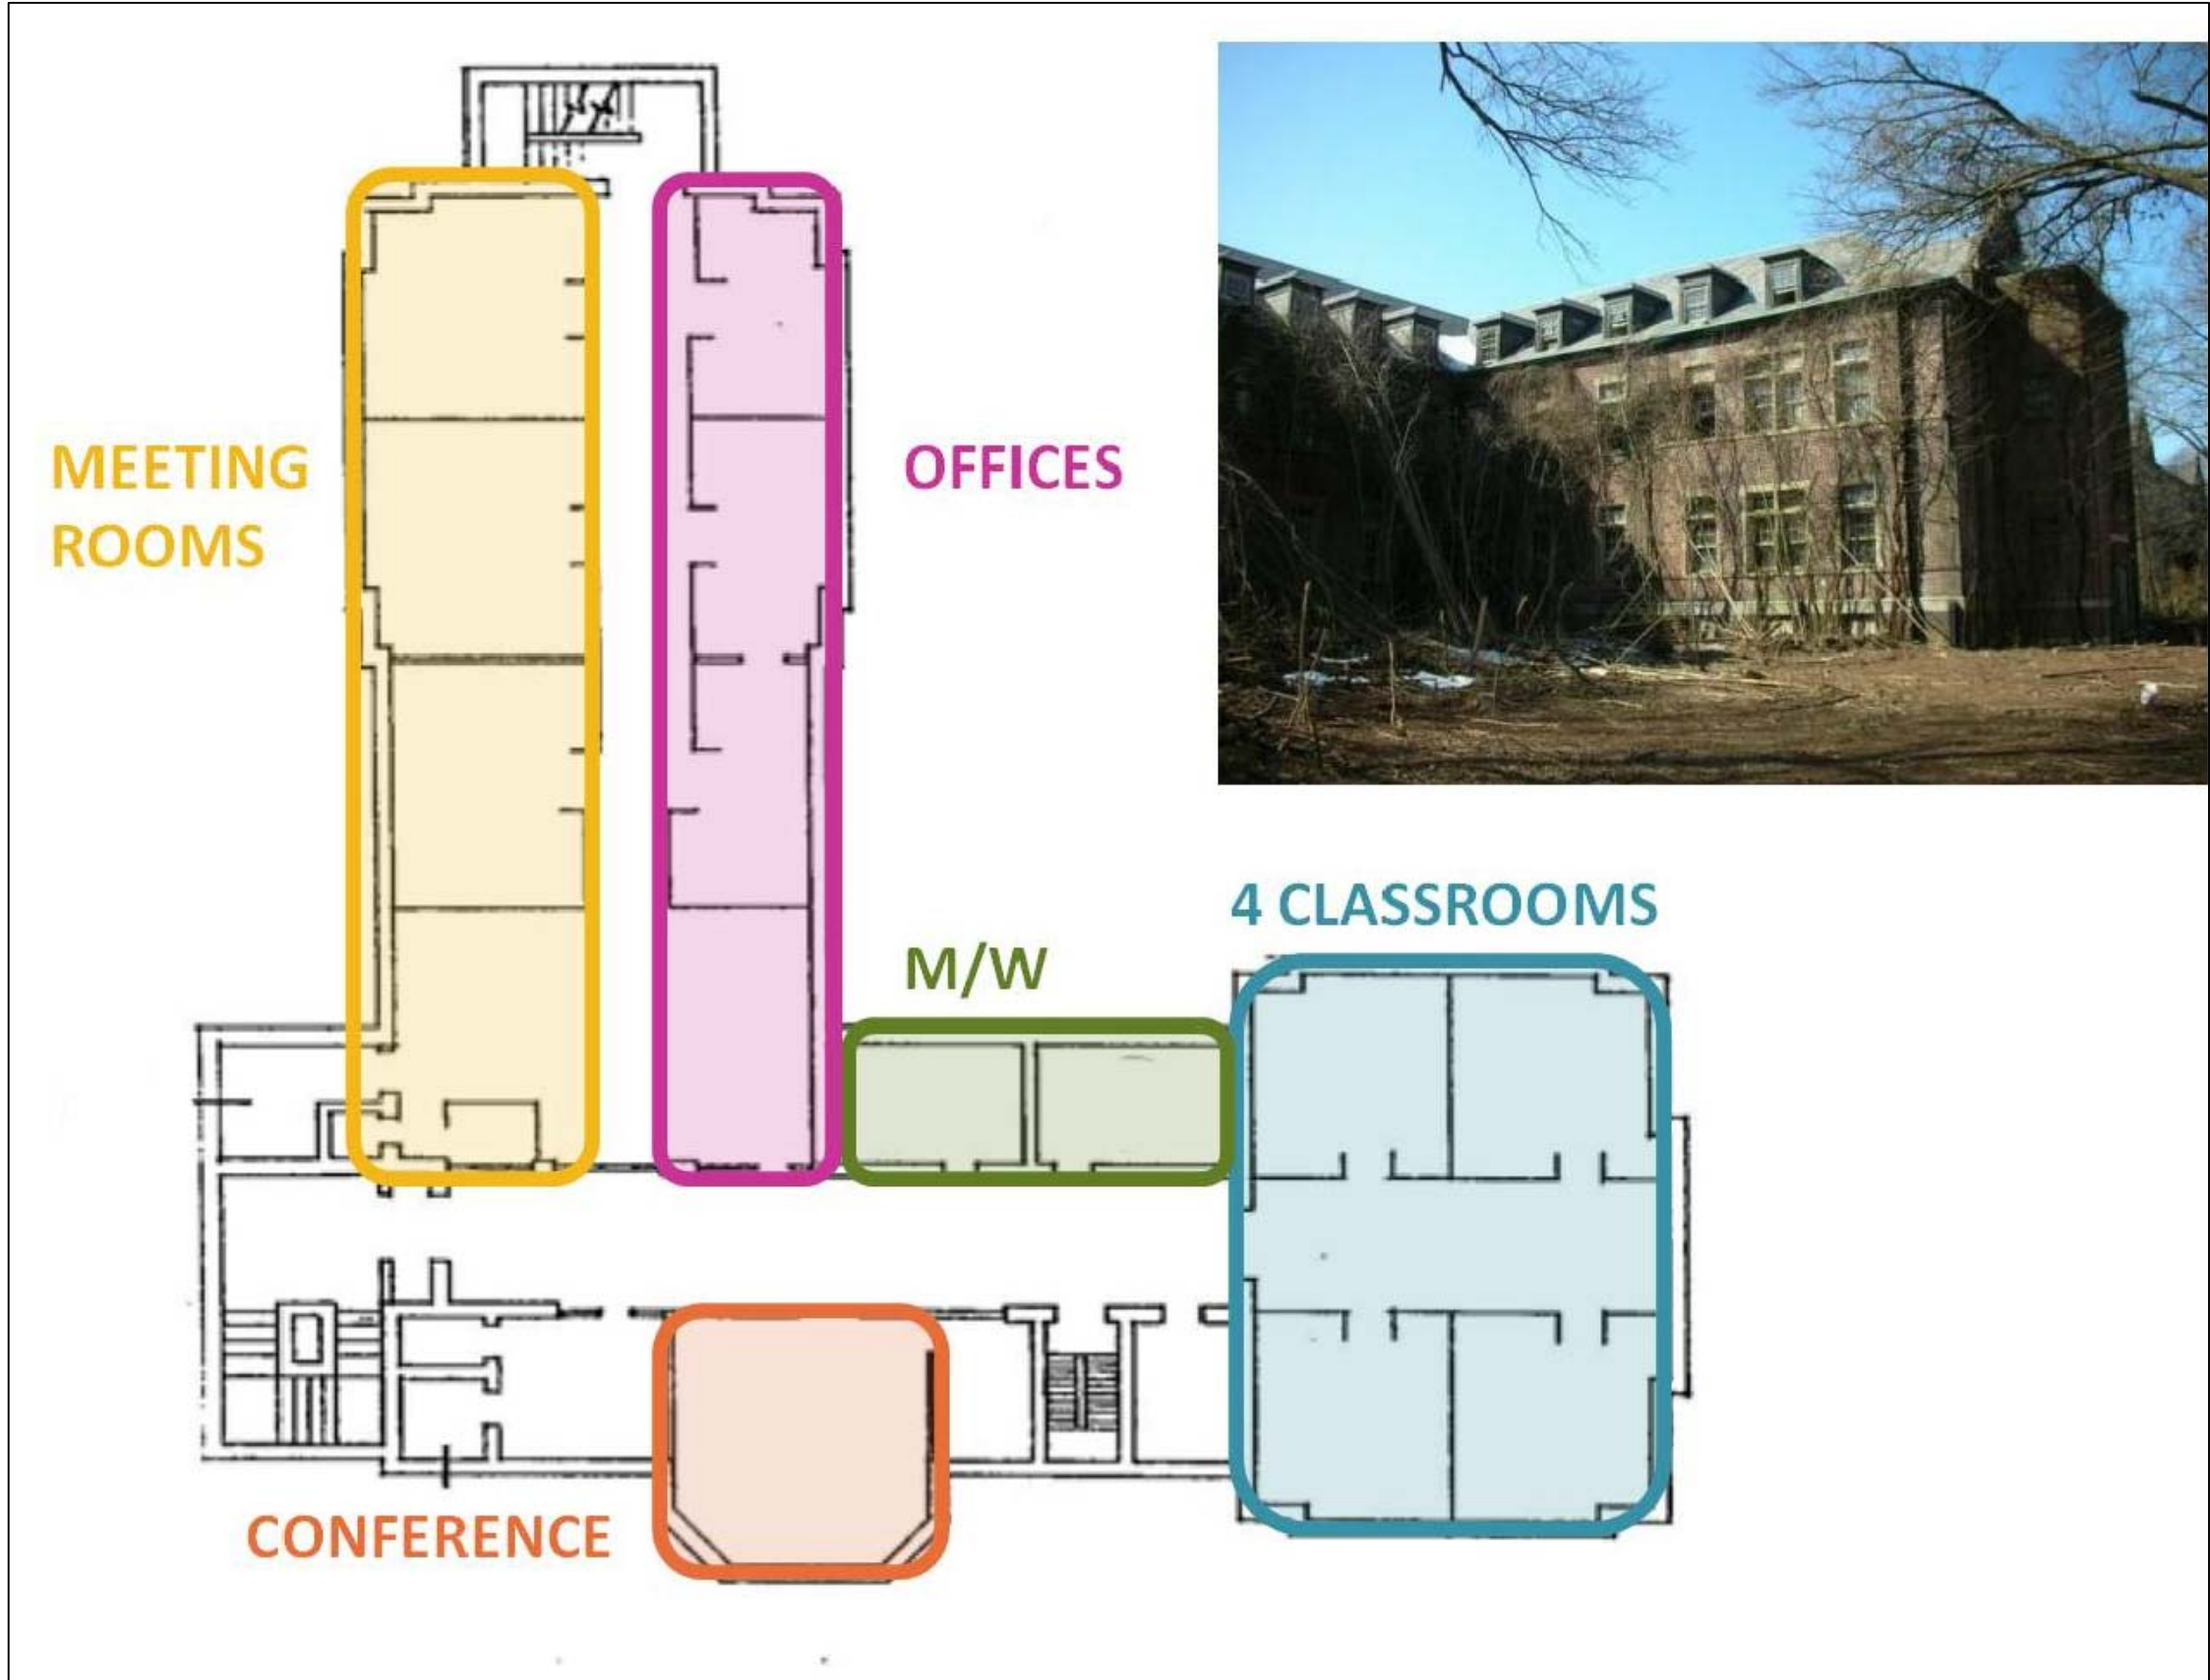 MEETING
ROOMS
OFFICES
4 CLASSROOMS
M/W
CONFERENCE